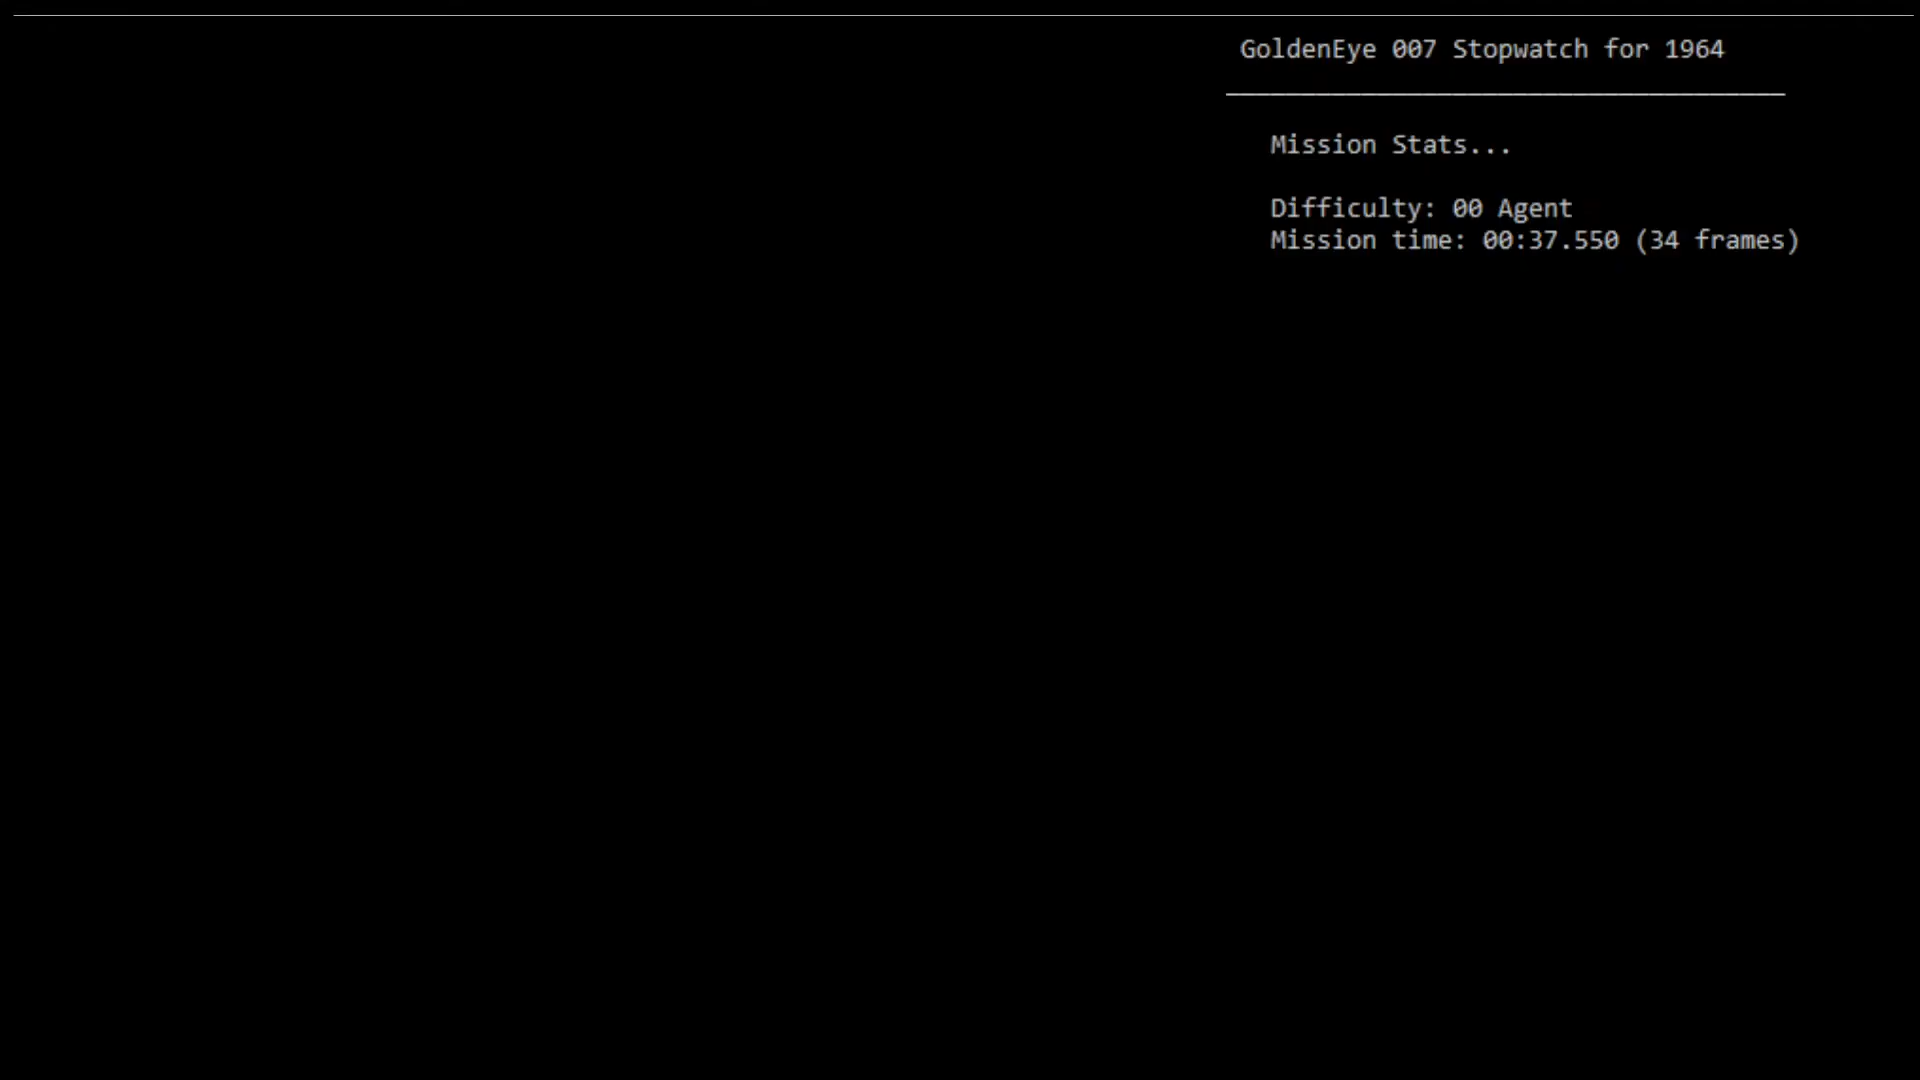 GoldenEye 007 Stopwatch for 1964
Mission Stats...
Difficulty: 00 Agent
Mission time: 00:37.550 (34 frames)